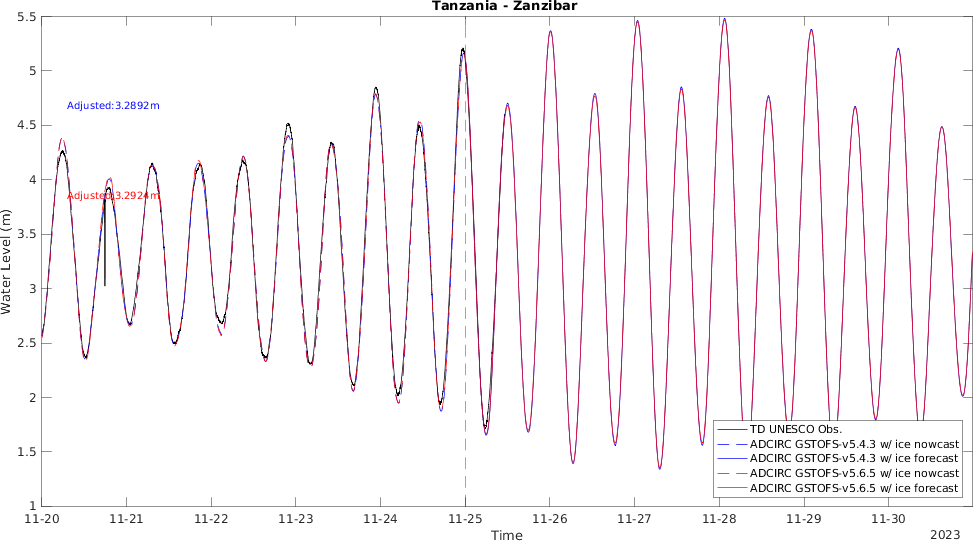 Tanzania - Zanzibar
5.5
5
4.5
4
3.5
3
2.5
2
1.5
1
Water Level (m)
Adjusted:3.2892m
Adjusted:3.2924m
TD UNESCO Obs.
ADCIRC GSTOFS-v5.4.3 w/ ice nowcast
ADCIRC GSTOFS-v5.4.3 w/ ice forecast
ADCIRC GSTOFS-v5.6.5 w/ ice nowcast
ADCIRC GSTOFS-v5.6.5 w/ ice forecast
11-20 11-21 11-22 11-23 11-24 11-25 11-26 11-27 11-28 11-29 11-30
Time
2023